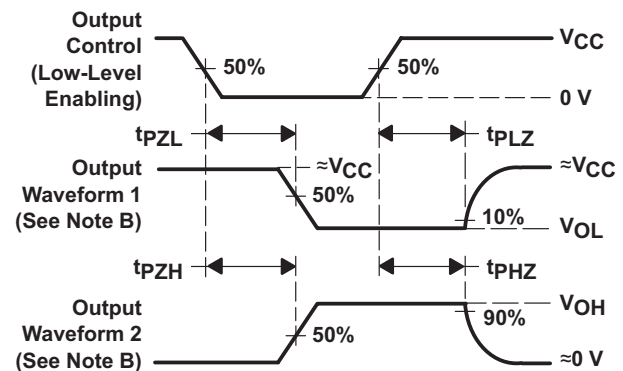 Output
Control
(Low-Level
Enabling)
50%
50%
VCC
0 V
tPZL
tPLZ
Output
Waveform 1
(See Note B)
≈VCC
50%
≈VCC
10%
VOL
tPZH
tPHZ
Output
Waveform 2
(See Note B)
50%
VOH
90%
≈0 V